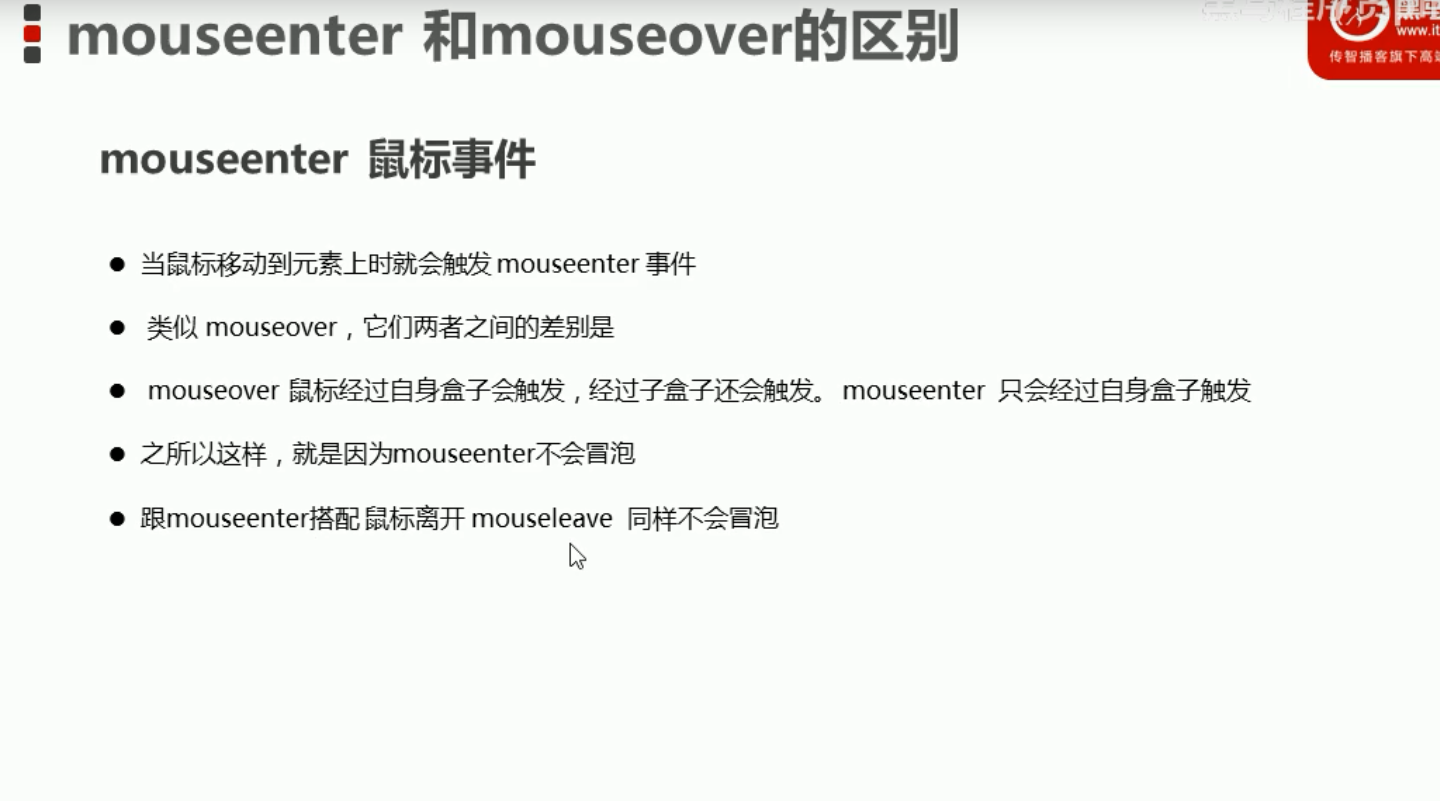 mouseenter 和mouseover的区别
www.it
传智播客旗下高
mouseenter 鼠标事件
● 当鼠标移动到元素上时就会触发 mouseenter 事件
● 类似 mouseover，它们两者之间的差别是
● mouseover 鼠标经过自身盒子会触发，经过子盒子还会触发。 mouseenter 只会经过自身盒子触发
● 之所以这样，就是因为mouseenter不会冒泡
● 跟mouseenter搭配 鼠标离开 mouseleave 同样不会冒泡